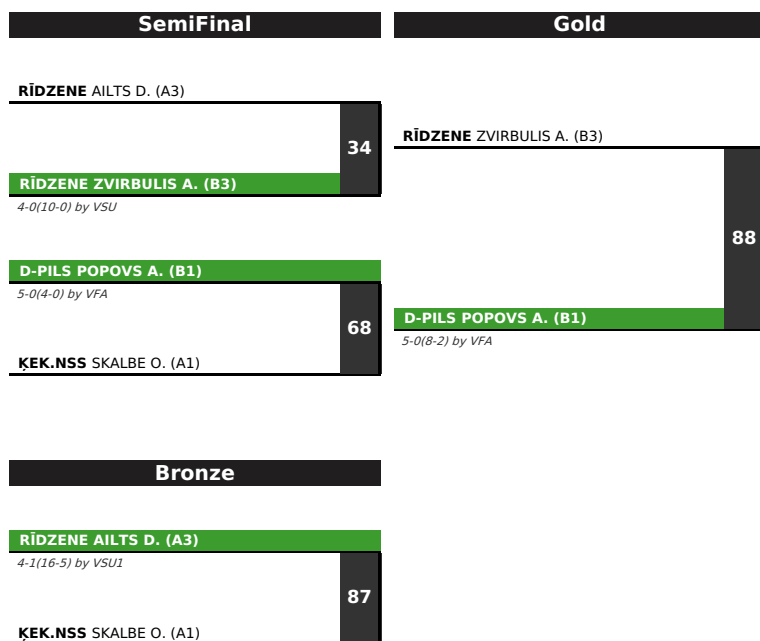 SemiFinal
RĪDZENE AILTS D. (A3)
34
RĪDZENE ZVIRBULIS A. (B3)
4-0(10-0) by VSU
D-PILS POPOVS A. (B1)
5-0(4-0) by VFA
68
ĶEK.NSS SKALBE O. (A1)
Gold
RĪDZENE ZVIRBULIS A. (B3)
88
D-PILS POPOVS A. (B1)
5-0(8-2) by VFA
Bronze
RĪDZENE AILTS D. (A3)
4-1(16-5) by VSU1
87
ĶEK.NSS SKALBE O. (A1)